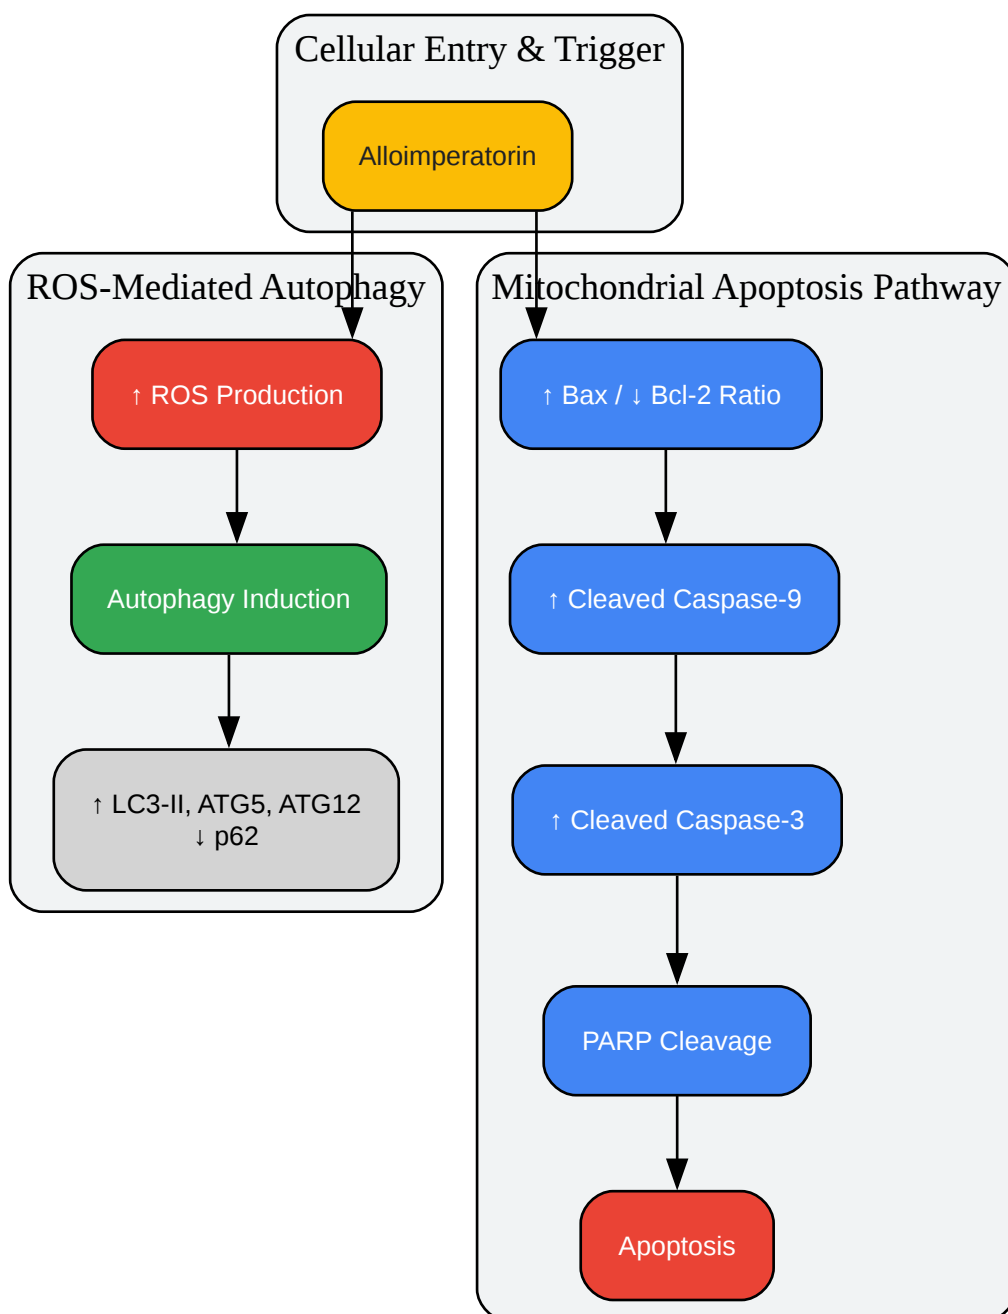 Cellular Entry & Trigger
Alloimperatorin
ROS-Mediated Autophagy
↑ ROS Production
Autophagy Induction
↑ LC3-II, ATG5, ATG12
↓ p62
Mitochondrial Apoptosis Pathway
↑ Bax / ↓ Bcl-2 Ratio
↑ Cleaved Caspase-9
↑ Cleaved Caspase-3
PARP Cleavage
Apoptosis